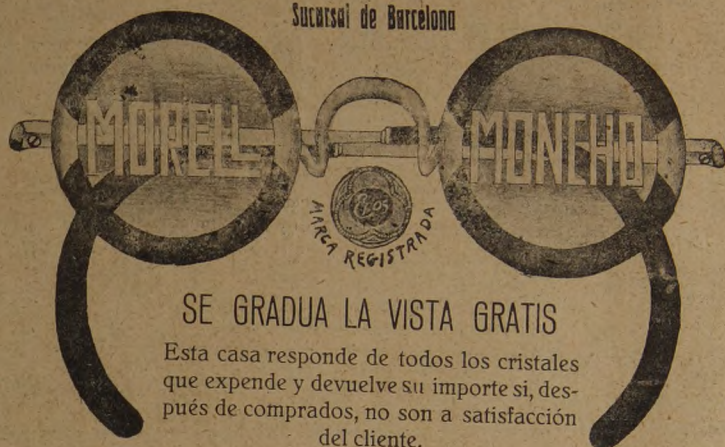 Sucursal de Barcelona
MORELL MONCHO
MARCA REGISTRADA
SE GRADUA LA VISTA GRATIS
Esta casa responde de todos los cristales
que expende y devuelve su importe si, des-
pués de comprados, no son a satisfacción
del cliente.